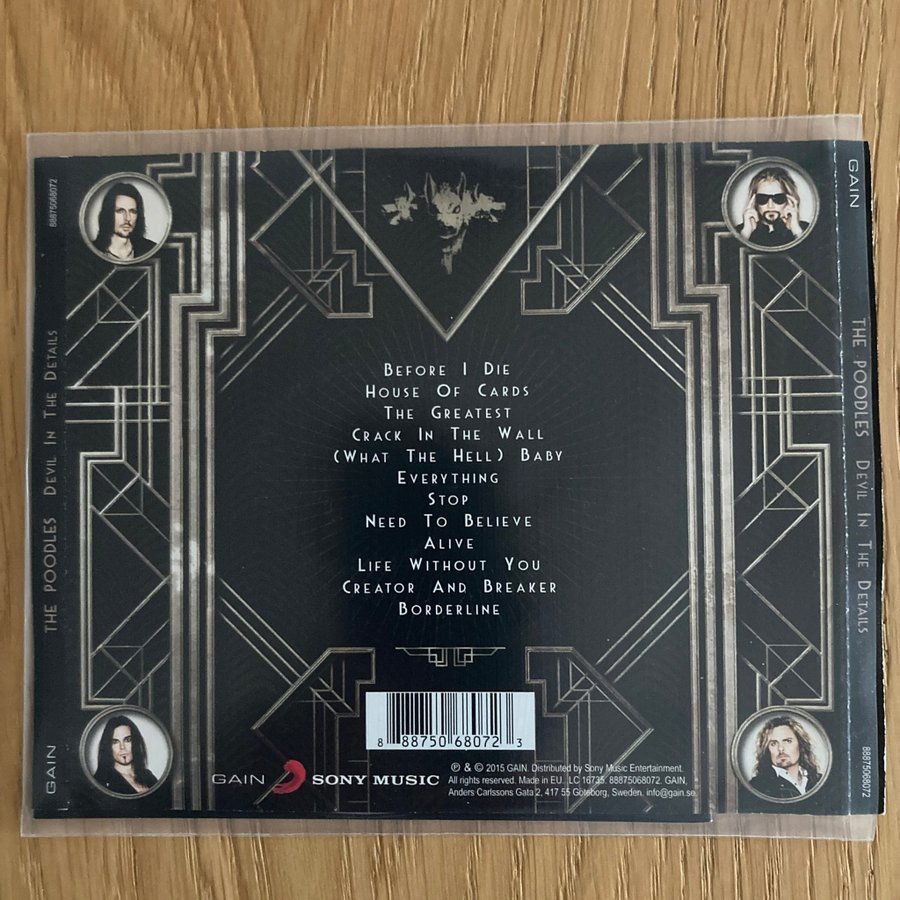 88875068072
THE POODLES DEVIL IN THE DETAILS
GAIN
BEFORE I DIE
HOUSE OF CARDS
THE GREATEST
CRACK IN THE WALL
(WHAT THE HELL) BABY
EVERYTHING
STOP
NEED TO BELIEVE
ALIVE
LIFE WITHOUT YOU
CREATOR AND BREAKER
BORDERLINE
8 88750 68072 3
GAIN SONY MUSIC
℗ & © 2015 GAIN. Distributed by Sony Music Entertainment.
All rights reserved. Made in EU. LC 16735. 88875068072, GAIN,
Anders Carlssons Gata 2, 417 55 Göteborg, Sweden. info@gain.se
GAIN
THE POODLES DEVIL IN THE DETAILS
88875068072